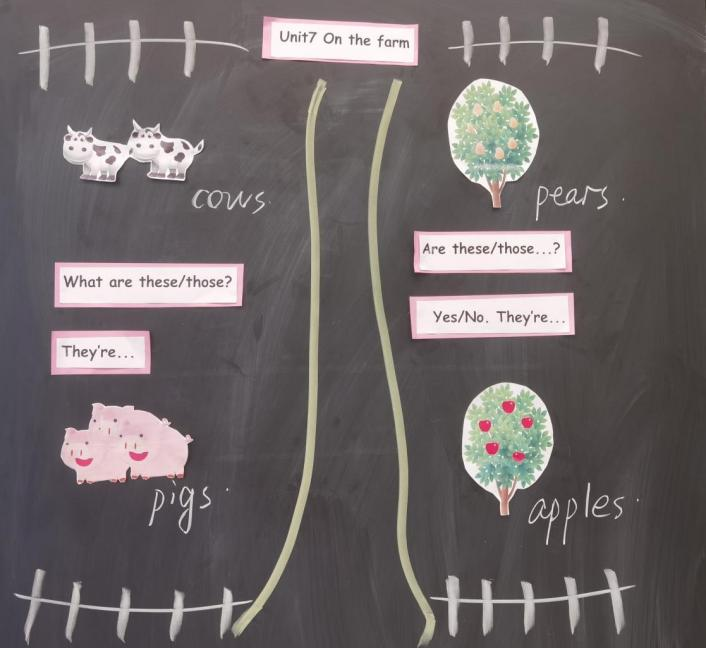 Unit7 On the farm
cows.
What are these/those?
They're...
pigs.
pears.
Are these/those...?
Yes/No. They're...
apples.